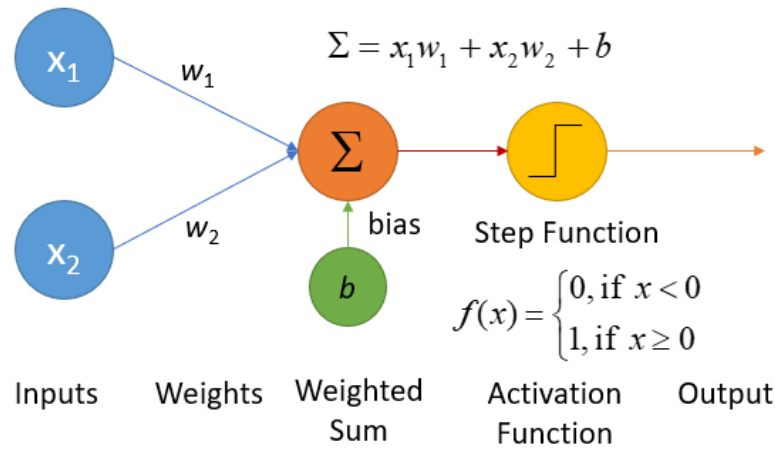 x₁
w₁
Σ = x₁w₁ + x₂w₂ + b
Σ
w₂
bias
x₂
b
Step Function
f(x) = {0, if x < 0
1, if x ≥ 0
Inputs
Weights
Weighted
Sum
Activation
Function
Output